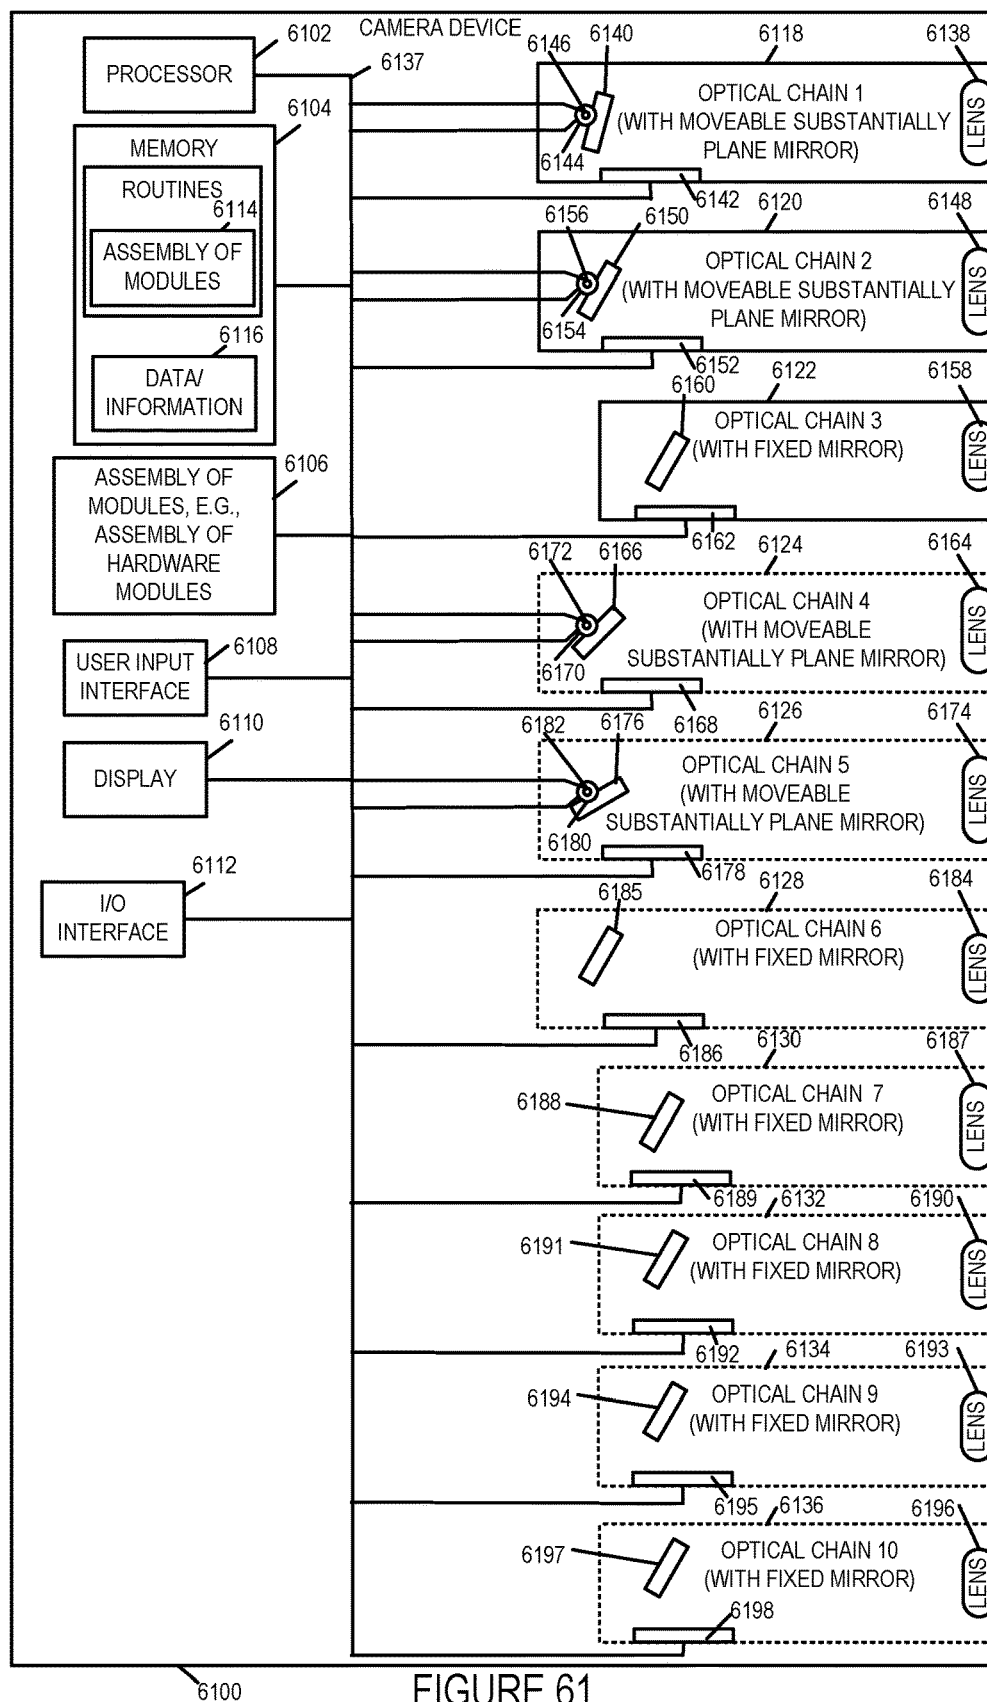 CAMERA DEVICE
6102
PROCESSOR
6137
6104
MEMORY
ROUTINES
6114
ASSEMBLY OF
MODULES
6116
DATA/
INFORMATION
6106
ASSEMBLY OF
MODULES, E.G.,
ASSEMBLY OF
HARDWARE
MODULES
6108
USER INPUT
INTERFACE
6110
DISPLAY
6112
I/O
INTERFACE
6146
6140
6118
6138
OPTICAL CHAIN 1
(WITH MOVEABLE SUBSTANTIALLY
PLANE MIRROR)
LENS
6144
6142
6156
6150
6120
6148
OPTICAL CHAIN 2
(WITH MOVEABLE SUBSTANTIALLY
PLANE MIRROR)
LENS
6154
6152
6160
6122
6158
OPTICAL CHAIN 3
(WITH FIXED MIRROR)
LENS
6162
6172
6166
6124
6164
OPTICAL CHAIN 4
(WITH MOVEABLE
SUBSTANTIALLY PLANE MIRROR)
LENS
6170
6168
6182
6176
6126
6174
OPTICAL CHAIN 5
(WITH MOVEABLE
SUBSTANTIALLY PLANE MIRROR)
LENS
6180
6178
6185
6128
6184
OPTICAL CHAIN 6
(WITH FIXED MIRROR)
LENS
6186
6130
6187
6188
OPTICAL CHAIN 7
(WITH FIXED MIRROR)
LENS
6189
6132
6190
6191
OPTICAL CHAIN 8
(WITH FIXED MIRROR)
LENS
6192
6134
6193
6194
OPTICAL CHAIN 9
(WITH FIXED MIRROR)
LENS
6195
6136
6196
6197
OPTICAL CHAIN 10
(WITH FIXED MIRROR)
LENS
6198
6100
FIGURE 61